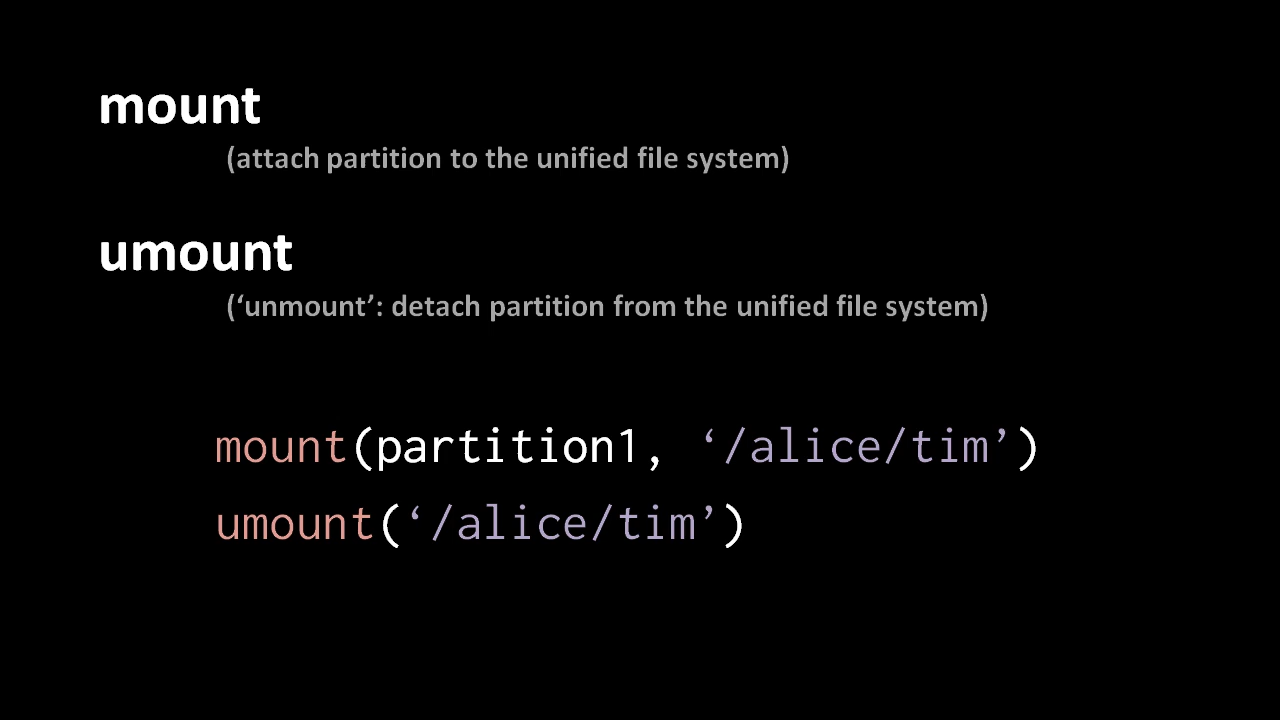 mount
(attach partition to the unified file system)
umount
(‘unmount’: detach partition from the unified file system)
mount(partition1, ‘/alice/tim’)
umount(‘/alice/tim’)